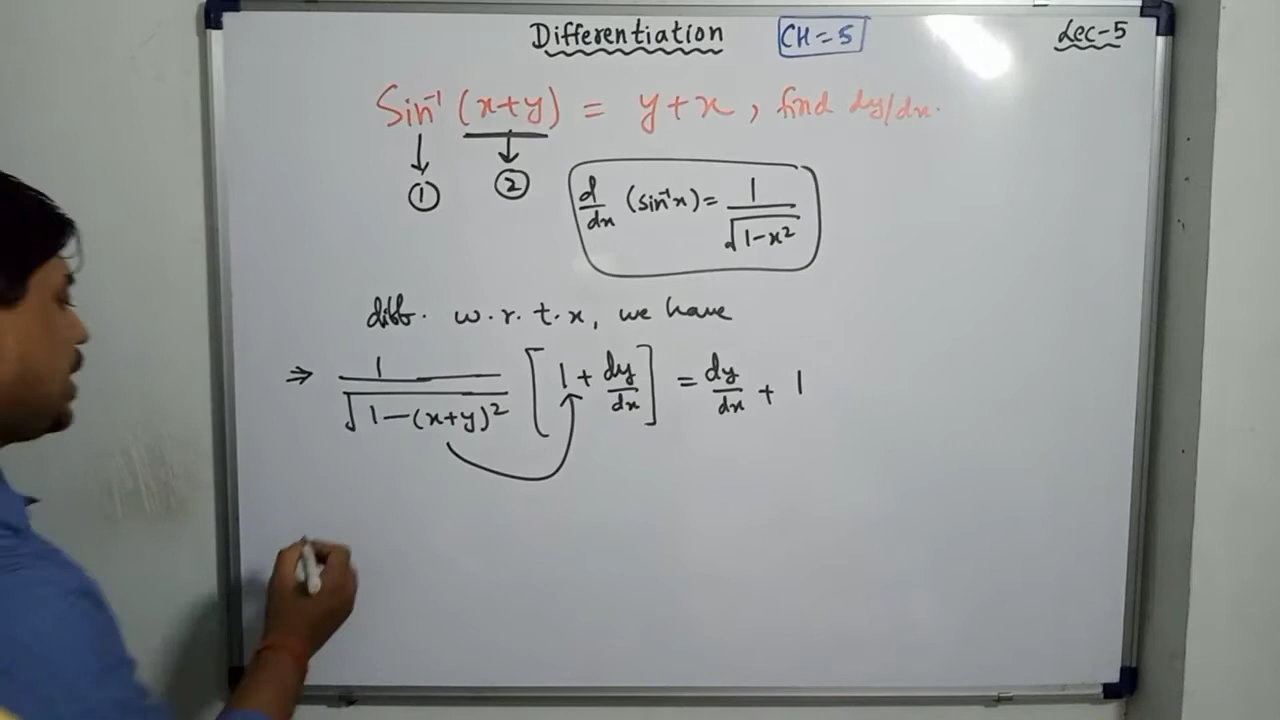 Differentiation CH=5 Lec-5
Sin⁻¹ (x+y) = y+x, find dy/dx.
① ②
d/dx (sin⁻¹x) = 1/√(1-x²)
diff. w.r.t.x, we have
⇒ 1/√(1-(x+y)²) [1 + dy/dx] = dy/dx + 1